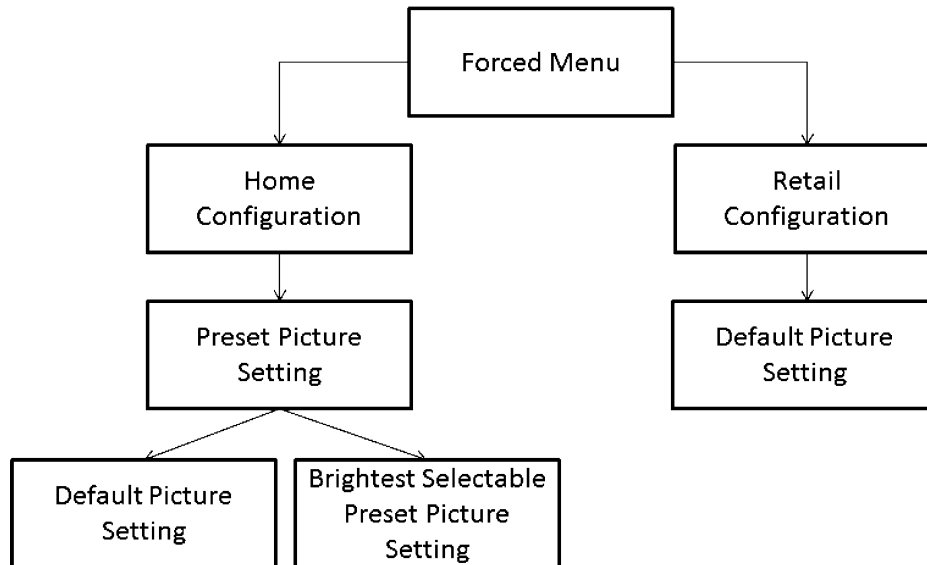 Forced Menu
Home
Configuration
Retail
Configuration
Preset Picture
Setting
Default Picture
Setting
Default Picture
Setting
Brightest Selectable
Preset Picture
Setting